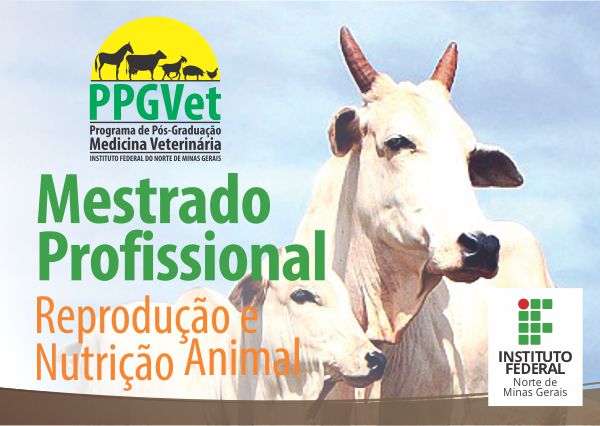 PPGVet
Programa de Pós-Graduação
Medicina Veterinária
INSTITUTO FEDERAL DO NORTE DE MINAS GERAIS
Mestrado
Profissional
Reprodução e
Nutrição Animal
INSTITUTO
FEDERAL
Norte de
Minas Gerais